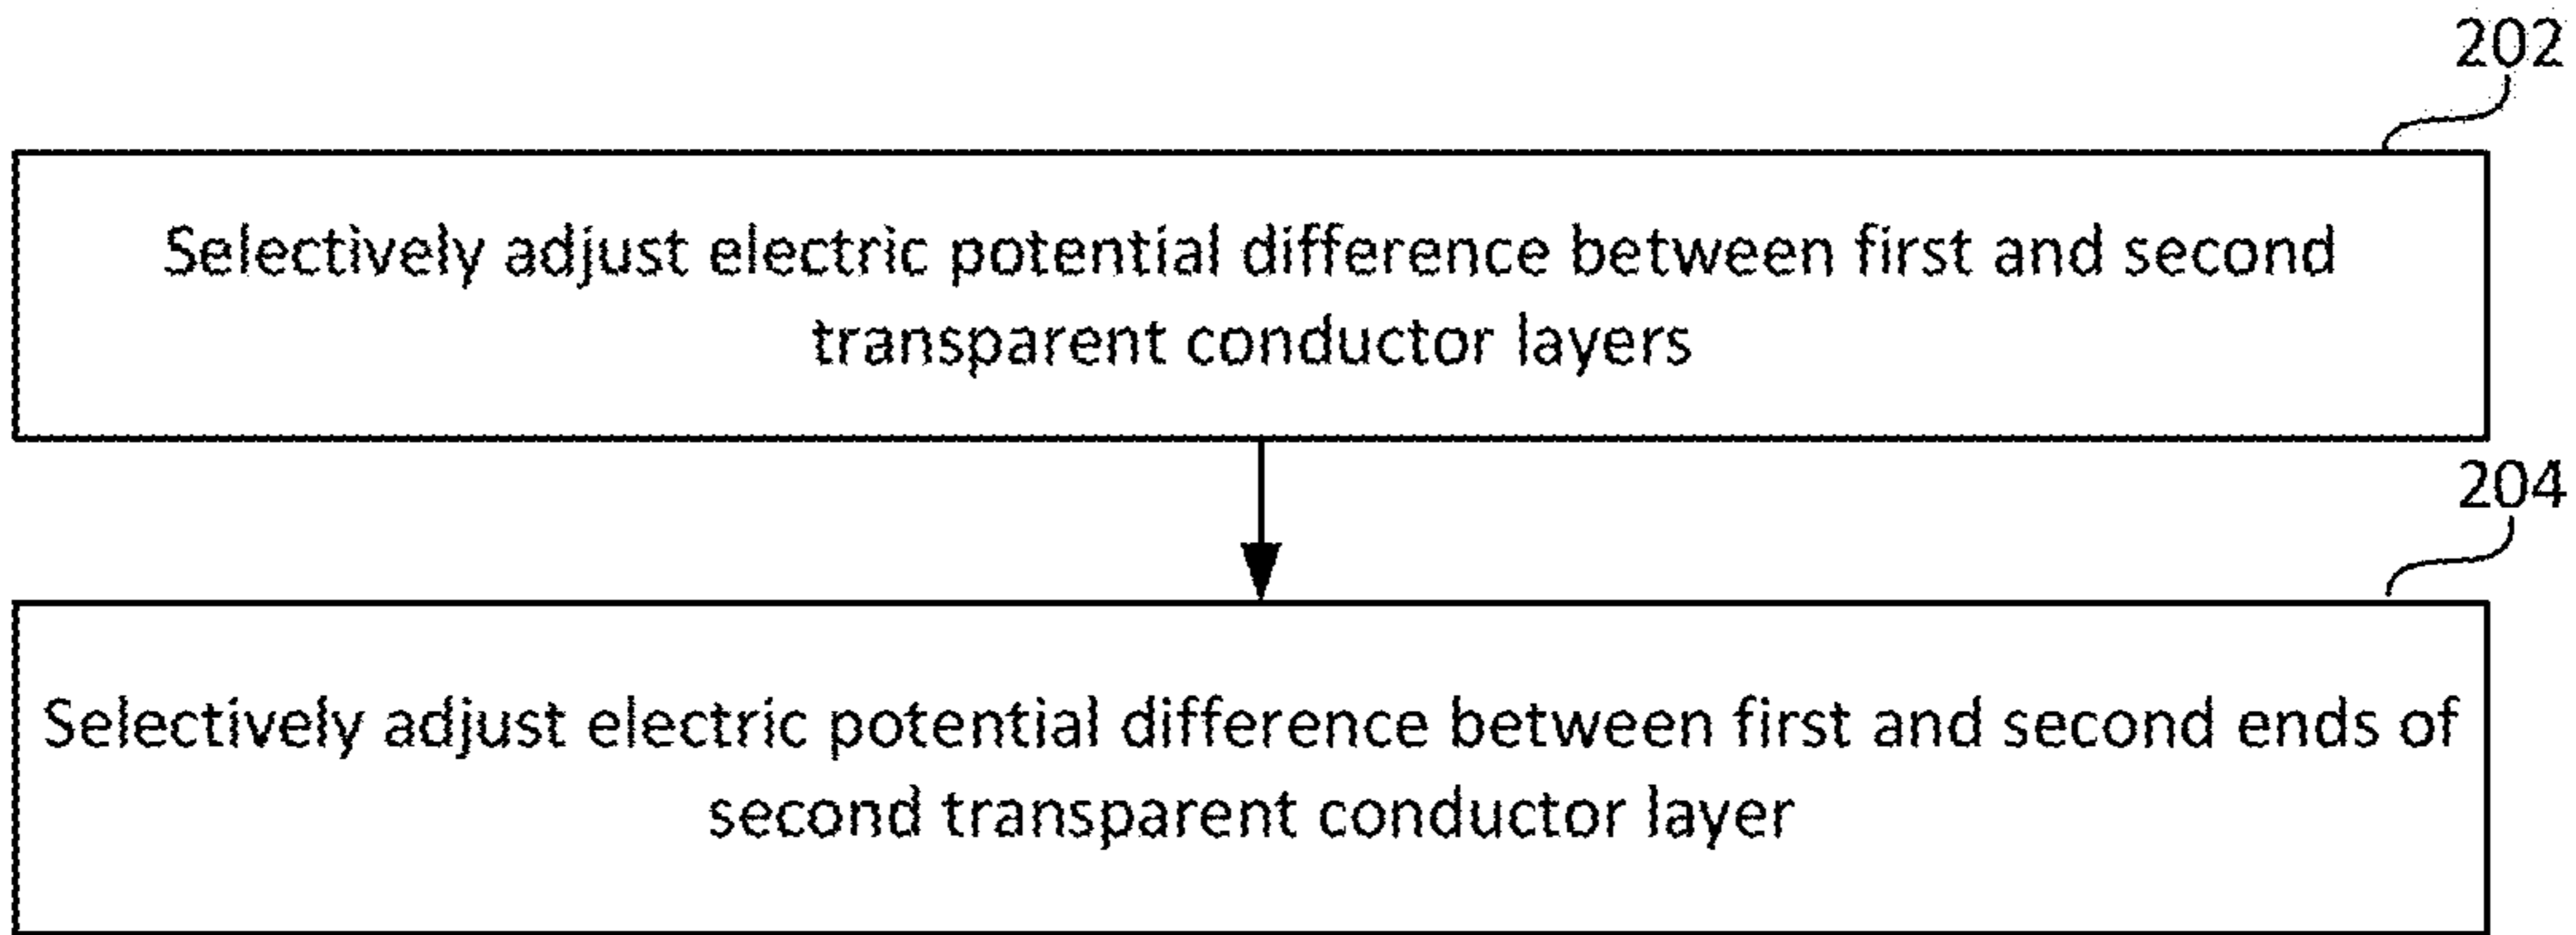 202
Selectively adjust electric potential difference between first and second
transparent conductor layers
204
Selectively adjust electric potential difference between first and second ends of
second transparent conductor layer